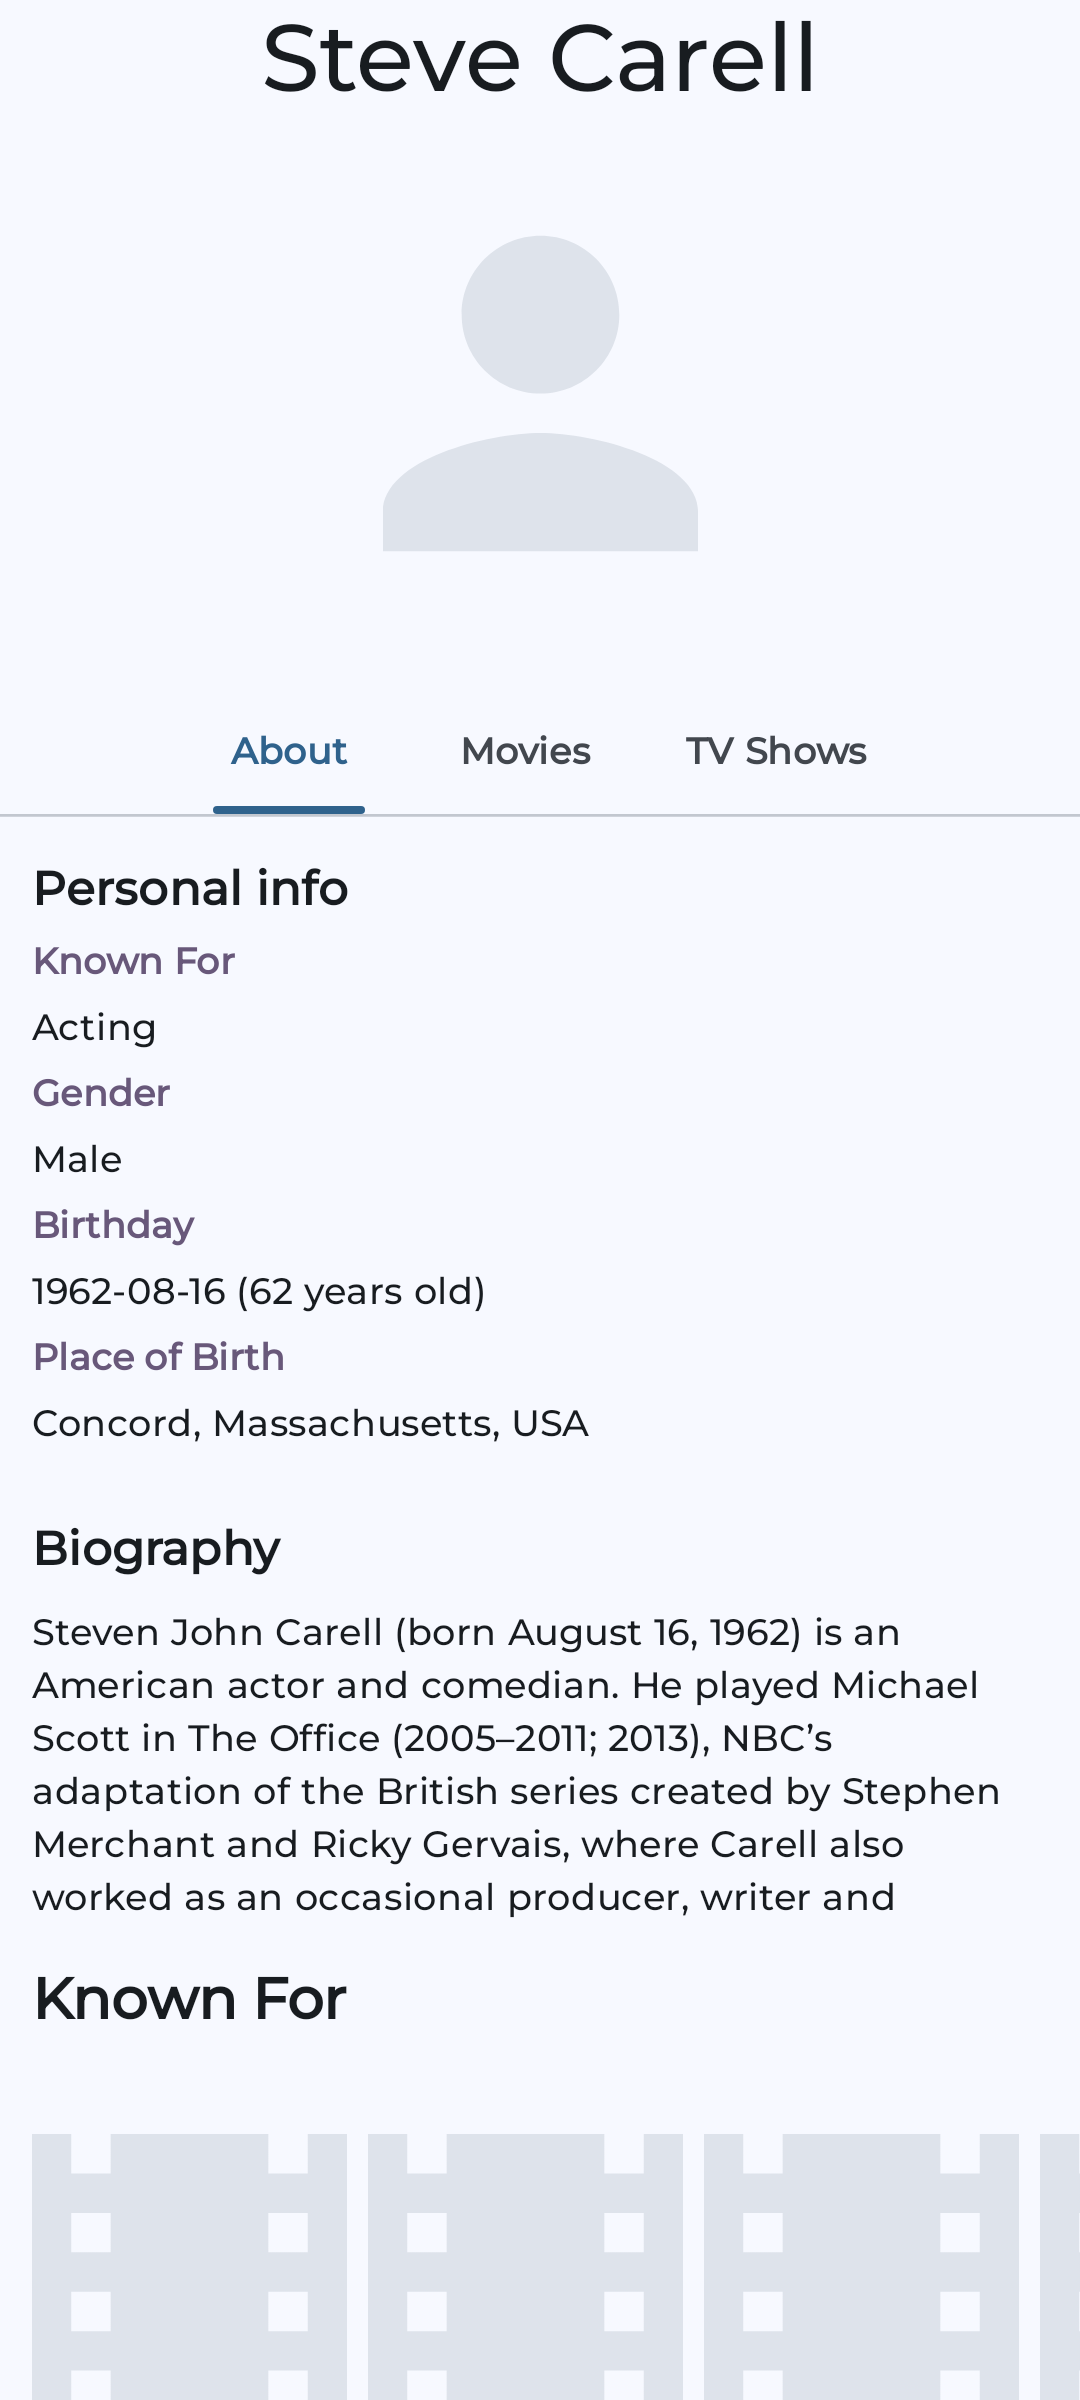 Steve Carell
About
Movies
TV Shows
Personal info
Known For
Acting
Gender
Male
Birthday
1962-08-16 (62 years old)
Place of Birth
Concord, Massachusetts, USA
Biography
Steven John Carell (born August 16, 1962) is an
American actor and comedian. He played Michael
Scott in The Office (2005–2011; 2013), NBC’s
adaptation of the British series created by Stephen
Merchant and Ricky Gervais, where Carell also
worked as an occasional producer, writer and
Known For